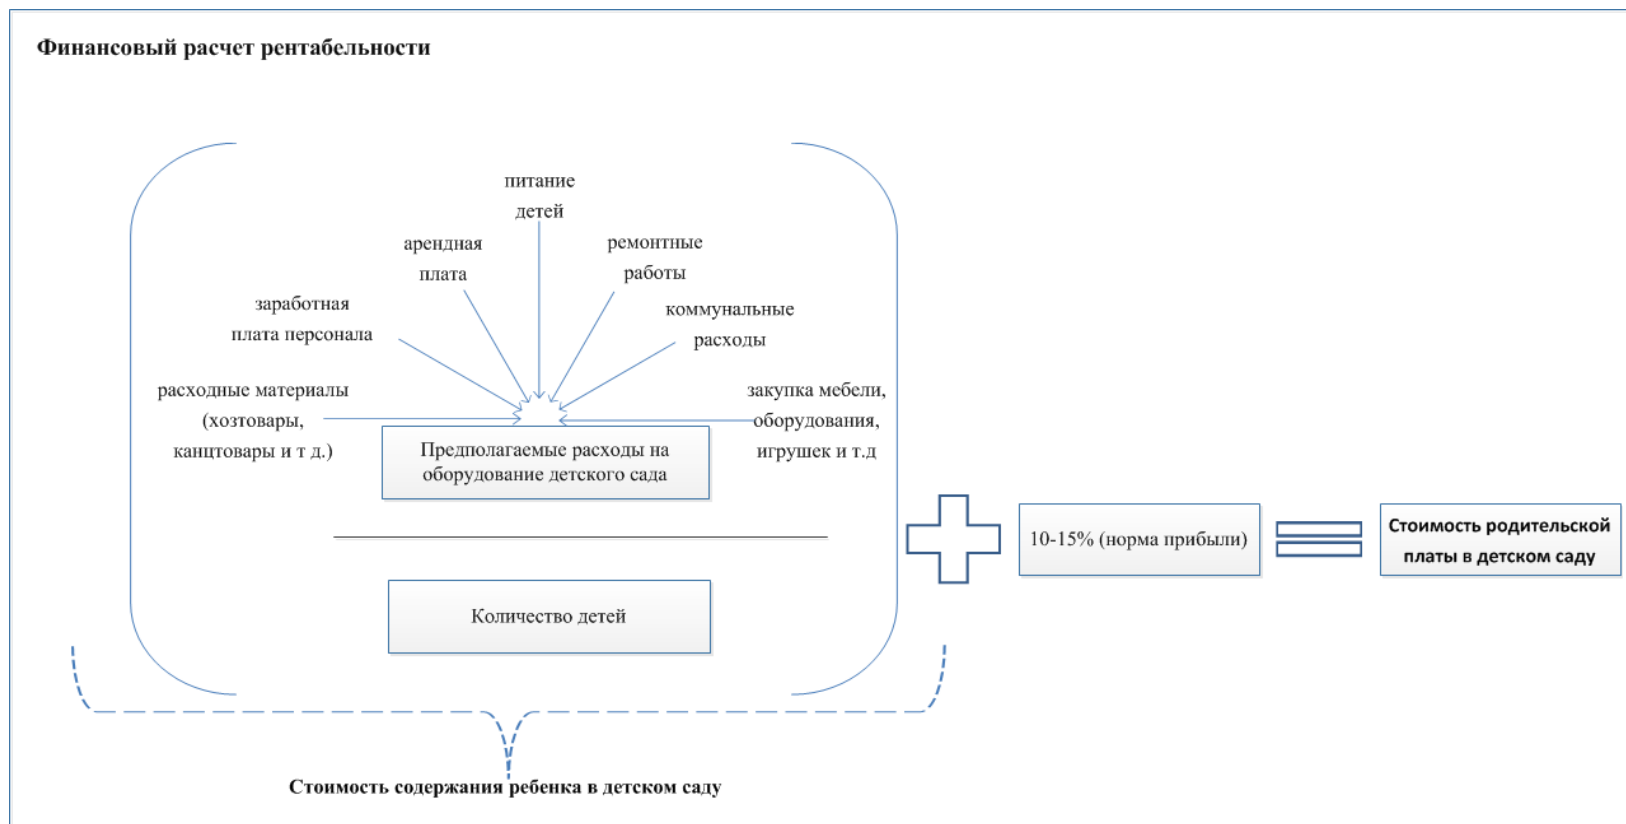 Финансовый расчет рентабельности
питание
детей
арендная
плата
ремонтные
работы
заработная
плата персонала
коммунальные
расходы
расходные материалы
(хозтовары,
канцтовары и т д.)
закупка мебели,
оборудования,
игрушек и т.д
Предполагаемые расходы на
оборудование детского сада
Количество детей
10-15% (норма прибыли)
Стоимость родительской
платы в детском саду
Стоимость содержания ребенка в детском саду